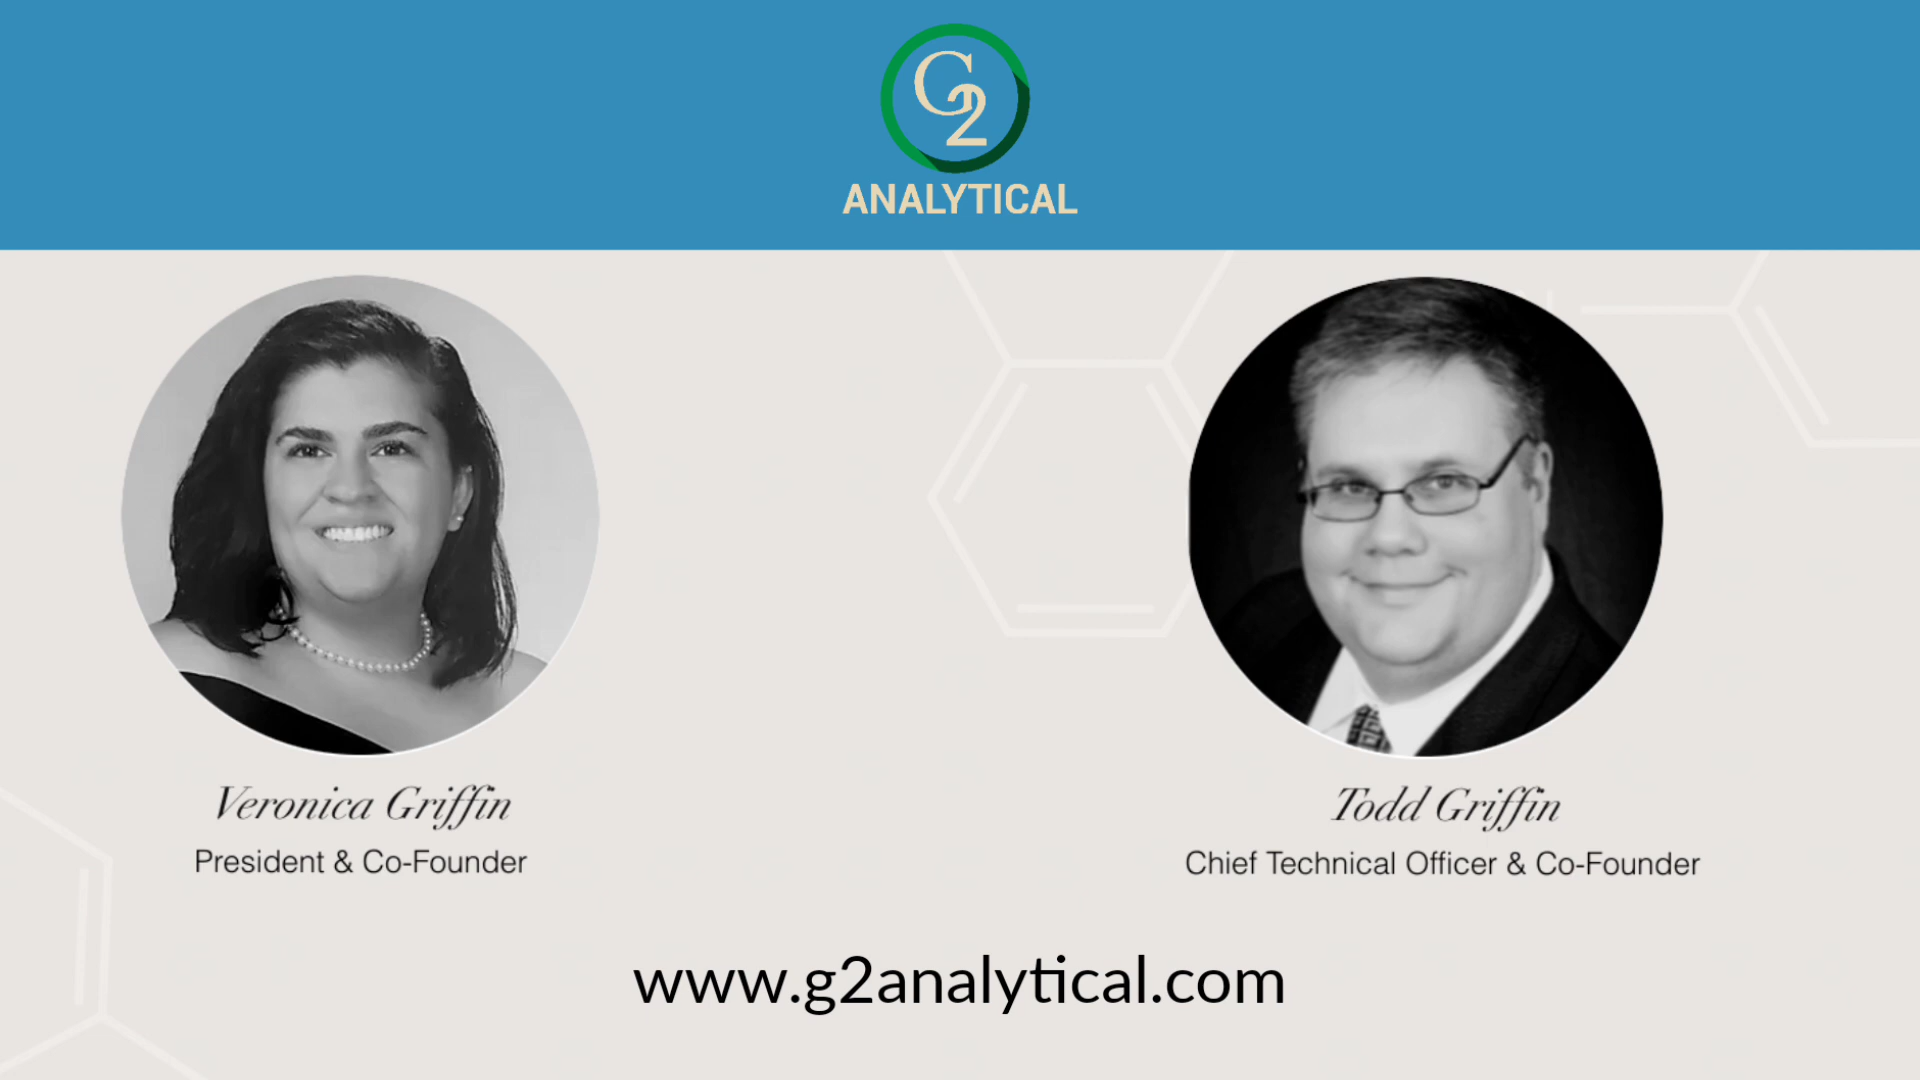 G2
ANALYTICAL
Veronica Griffin
President & Co-Founder
Todd Griffin
Chief Technical Officer & Co-Founder
www.g2analytical.com